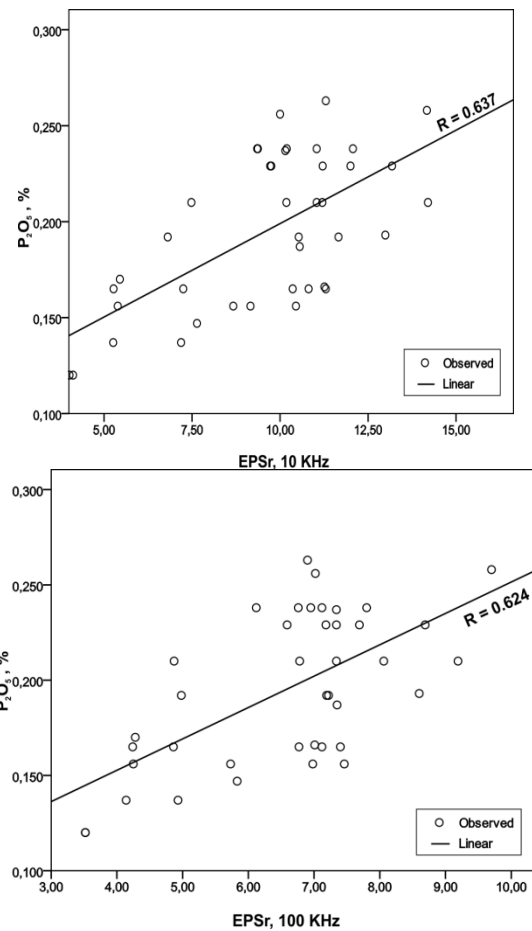 0,300
0,250
0,200
0,150
0,100
P₂O₅ , %
R = 0.637
Observed
Linear
5,00 7,50 10,00 12,50 15,00
EPSr, 10 KHz
0,300
0,250
0,200
0,150
0,100
P₂O₅ , %
R = 0.624
Observed
Linear
3,00 4,00 5,00 6,00 7,00 8,00 9,00 10,00
EPSr, 100 KHz